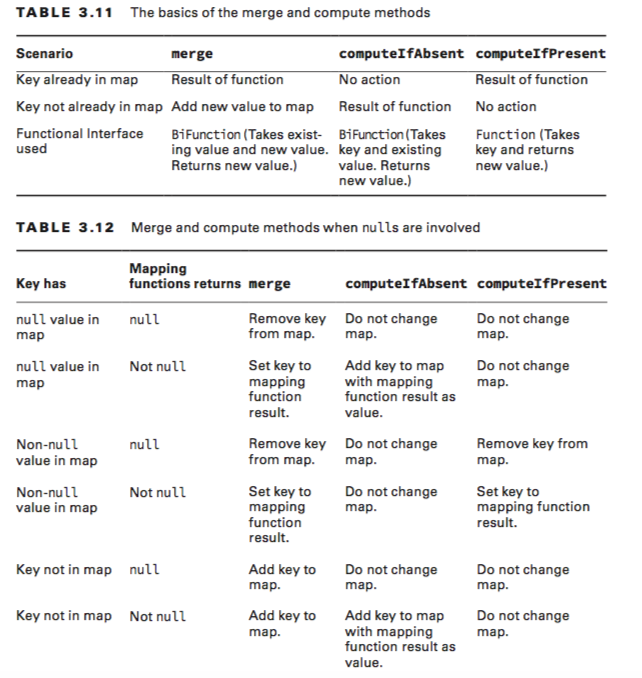 TABLE 3.11 The basics of the merge and compute methods
Scenario merge computeIfAbsent computeIfPresent
Key already in map Result of function No action Result of function
Key not already in map Add new value to map Result of function No action
Functional Interface BiFunction (Takes exist- BiFunction (Takes Function (Takes
used ing value and new value. key and existing key and returns
Returns new value.) value. Returns new value.)
new value.)
TABLE 3.12 Merge and compute methods when nulls are involved
Mapping
Key has functions returns merge computeIfAbsent computeIfPresent
null value in null Remove key Do not change Do not change
map from map. map. map.
null value in Not null Set key to Add key to map Do not change
map mapping with mapping map.
function function result as
result. value.
Non-null null Remove key Do not change Remove key from
value in map from map. map. map.
Non-null Not null Set key to Do not change Set key to
value in map mapping map. mapping function
function result.
result.
Key not in map null Add key to Do not change Do not change
map. map. map.
Key not in map Not null Add key to Add key to map Do not change
map. with mapping map.
function result as
value.